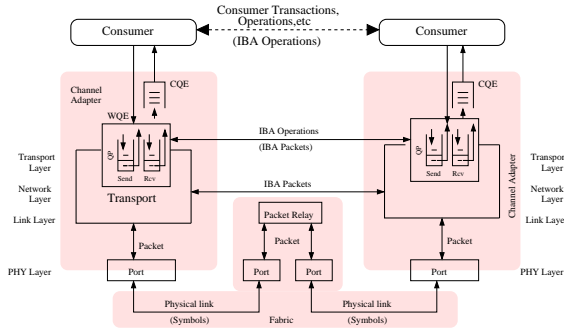 Consumer
Consumer Transactions,
Operations,etc
(IBA Operations)
Consumer
Channel
Adapter
CQE
CQE
WQE
QP
Send
Rcv
Transport
IBA Operations
(IBA Packets)
QP
Send
Rcv
Channel Adapter
Transport
Layer
Network
Layer
Link Layer
PHY Layer
IBA Packets
Transport
Layer
Network
Layer
Link Layer
PHY Layer
Packet Relay
Packet
Packet
Packet
Port
Port
Port
Port
Physical link
(Symbols)
Fabric
Physical link
(Symbols)